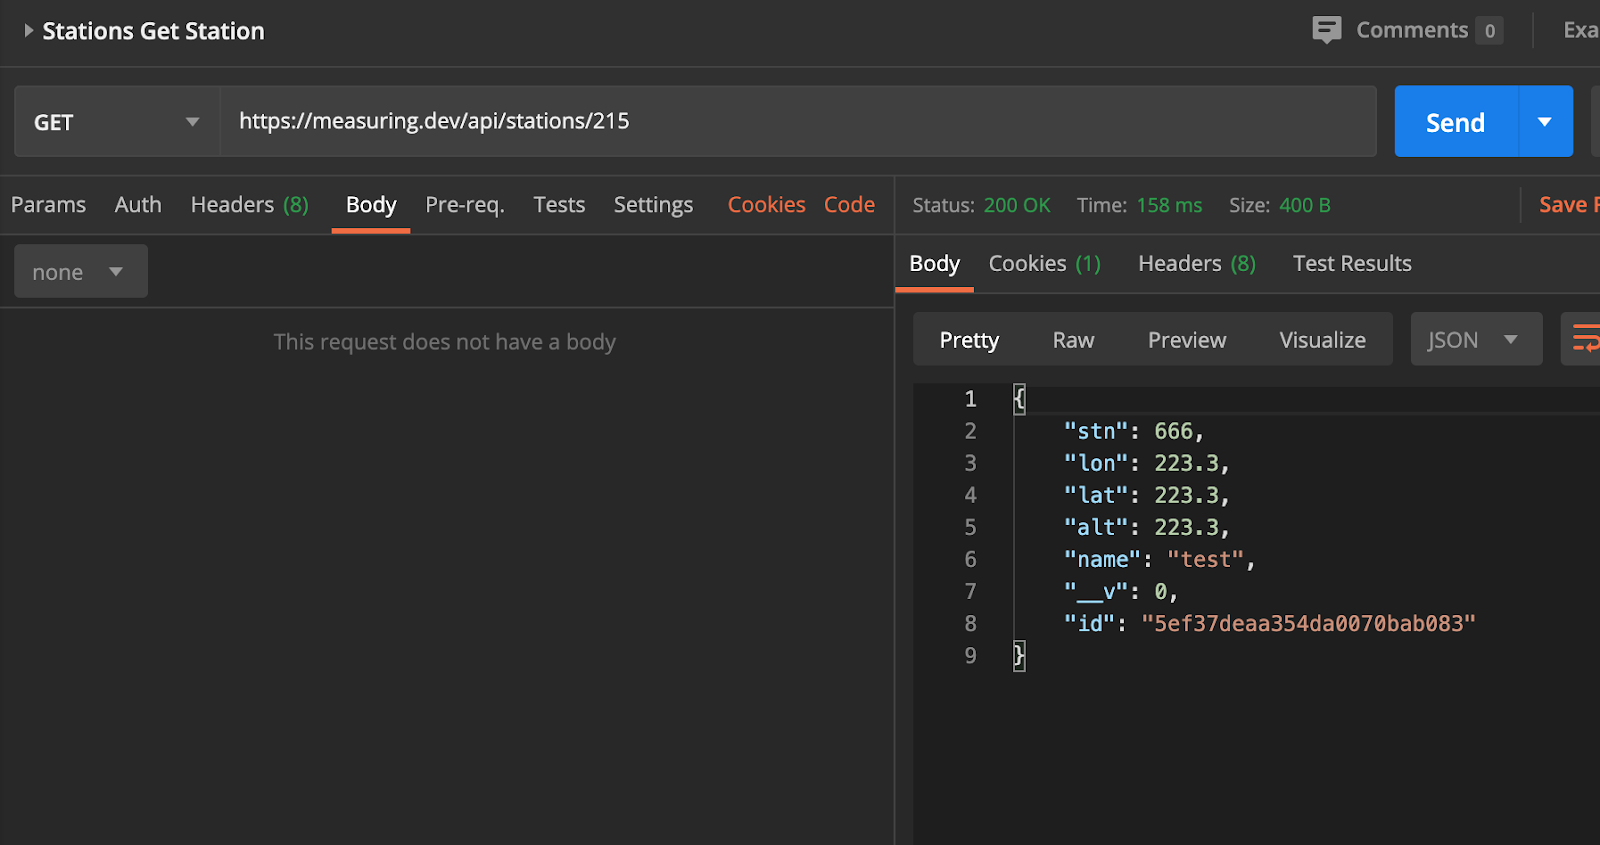 Stations Get Station
Comments 0
Exa
GET
https://measuring.dev/api/stations/215
Send
Params Auth Headers (8) Body Pre-req. Tests Settings Cookies Code
Status: 200 OK Time: 158 ms Size: 400 B
Save
none
Body Cookies (1) Headers (8) Test Results
This request does not have a body
Pretty Raw Preview Visualize JSON
1 {
2 "stn": 666,
3 "lon": 223.3,
4 "lat": 223.3,
5 "alt": 223.3,
6 "name": "test",
7 "__v": 0,
8 "id": "5ef37deaa354da0070bab083"
9 }